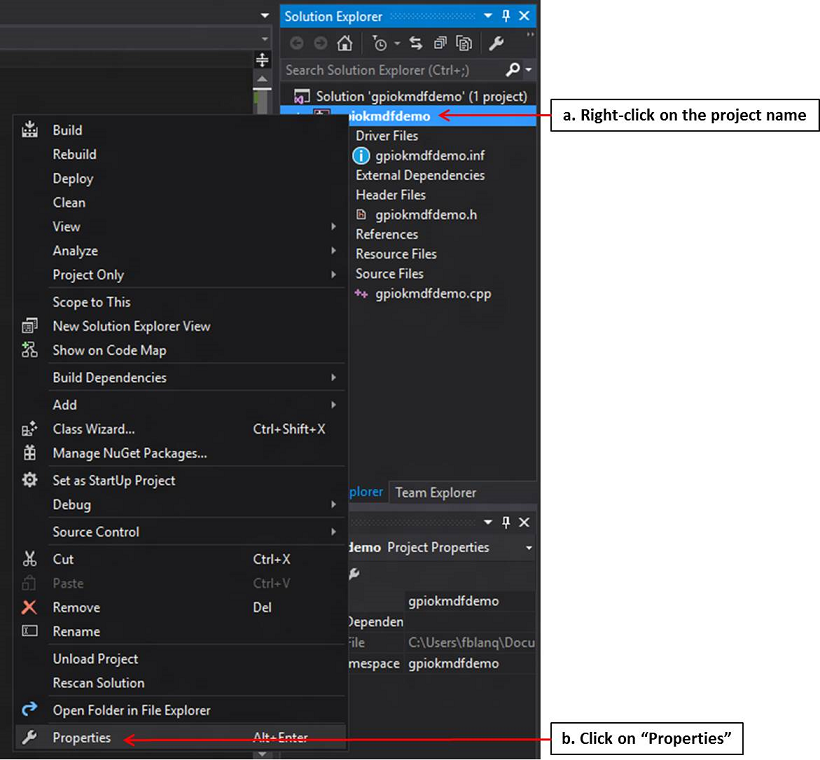 Solution Explorer
Search Solution Explorer (Ctrl+;)
Solution 'gpiokmdfdemo' (1 project)
iokmdfdemo
a. Right-click on the project name
Driver Files
gpiokmdfdemo.inf
External Dependencies
Header Files
gpiokmdfdemo.h
References
Resource Files
Source Files
gpiokmdfdemo.cpp
Build
Rebuild
Deploy
Clean
View
Analyze
Project Only
Scope to This
New Solution Explorer View
Show on Code Map
Build Dependencies
Add
Class Wizard... Ctrl+Shift+X
Manage NuGet Packages...
Set as StartUp Project
Debug
Source Control
Cut Ctrl+X
Paste Ctrl+V
Remove Del
Rename
Unload Project
Rescan Solution
Open Folder in File Explorer
Properties Alt+Enter
plorer Team Explorer
demo Project Properties
gpiokmdfdemo
Dependen
File C:\Users\fblanq\Docu
mespace gpiokmdfdemo
b. Click on “Properties”